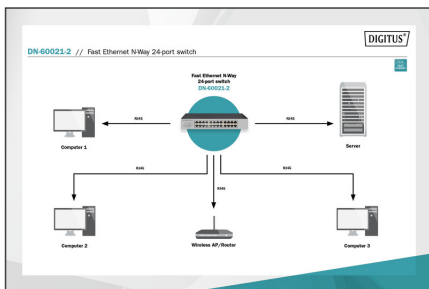 DIGITUS®
DN-60021-2 // Fast Ethernet N-Way 24-port switch
Fast Ethernet N-Way
24-port switch
DN-60021-2
RJ45
RJ45
Computer 1
Server
RJ45
RJ45
RJ45
Computer 2
Wireless AP/Router
Computer 3